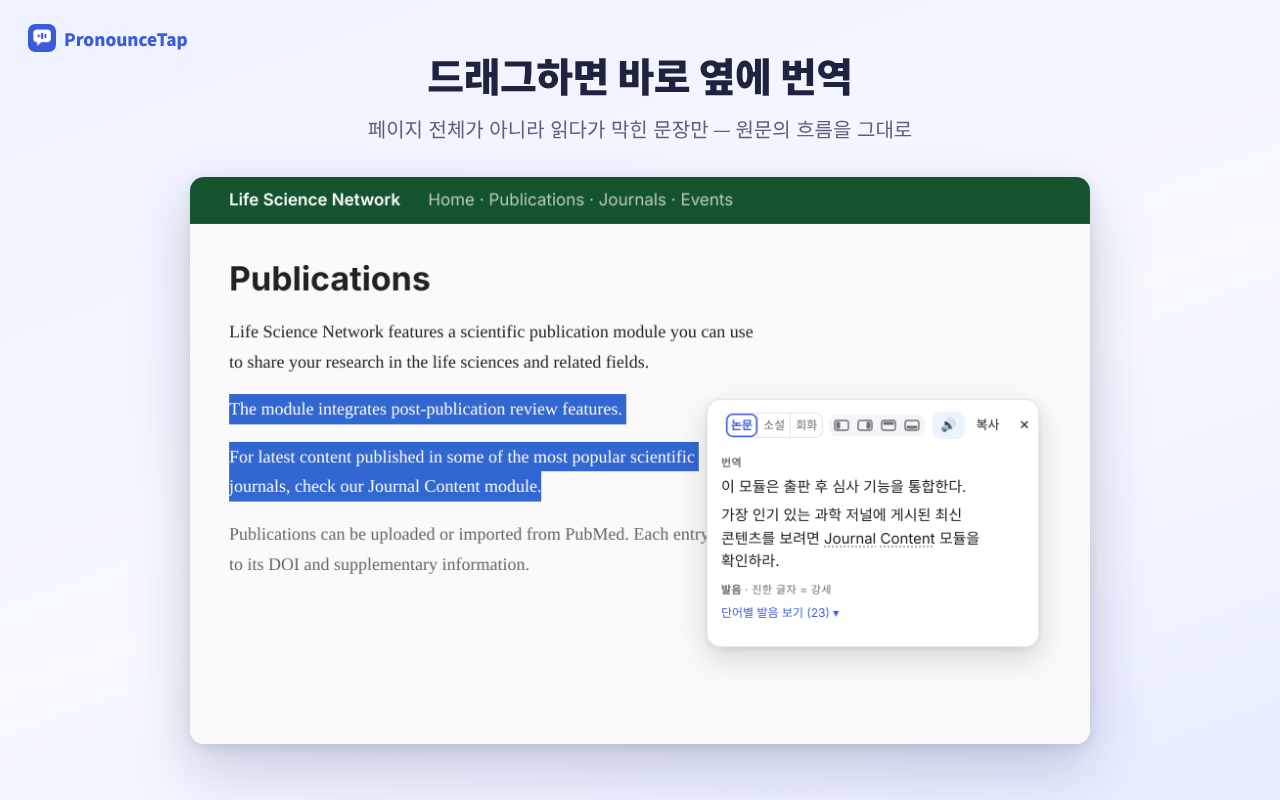 PronounceTap
드래그하면 바로 옆에 번역
페이지 전체가 아니라 읽다가 막힌 문장만 — 원문의 흐름을 그대로
Life Science Network Home · Publications · Journals · Events
Publications
Life Science Network features a scientific publication module you can use
to share your research in the life sciences and related fields.
The module integrates post-publication review features.
For latest content published in some of the most popular scientific
journals, check our Journal Content module.
Publications can be uploaded or imported from PubMed. Each entry
to its DOI and supplementary information.
논문 소설 회화 복사 ×
번역
이 모듈은 출판 후 심사 기능을 통합한다.
가장 인기 있는 과학 저널에 게시된 최신
콘텐츠를 보려면 Journal Content 모듈을
확인하라.
발음 · 진한 글자 = 강세
단어별 발음 보기 (23) ▾